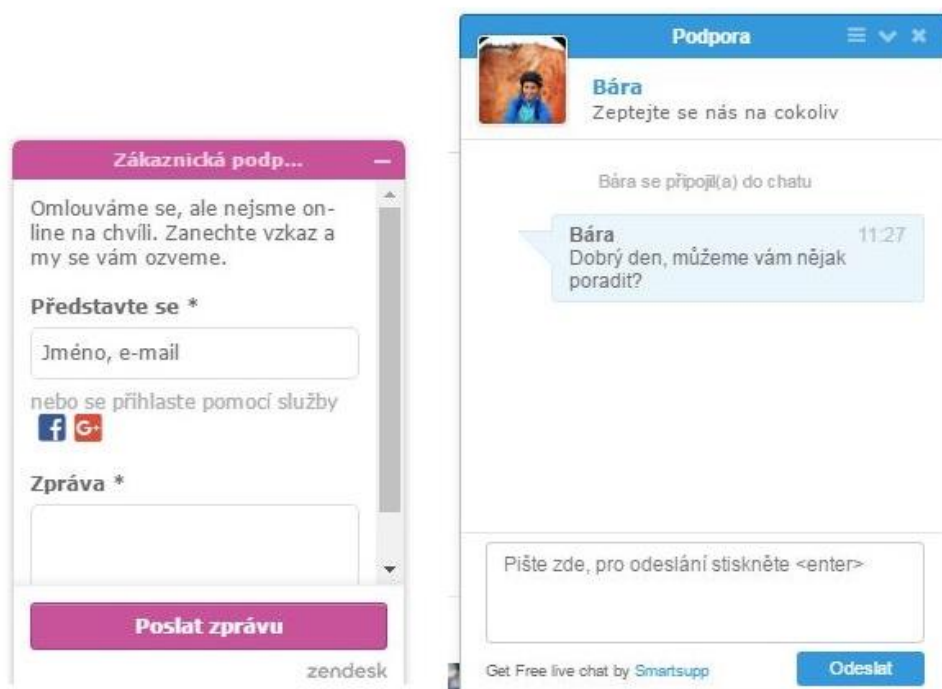 Zákaznická podp...
Omlouváme se, ale nejsme on-
line na chvíli. Zanechte vzkaz a
my se vám ozveme.
Představte se *
Jméno, e-mail
nebo se přihlaste pomocí služby
f G+
Zpráva *
Poslat zprávu
zendesk
Podpora
Bára
Zeptejte se nás na cokoliv
Bára se připojil(a) do chatu
Bára 11:27
Dobrý den, můžeme vám nějak
poradit?
Pište zde, pro odeslání stiskněte <enter>
Get Free live chat by Smartsupp
Odeslat